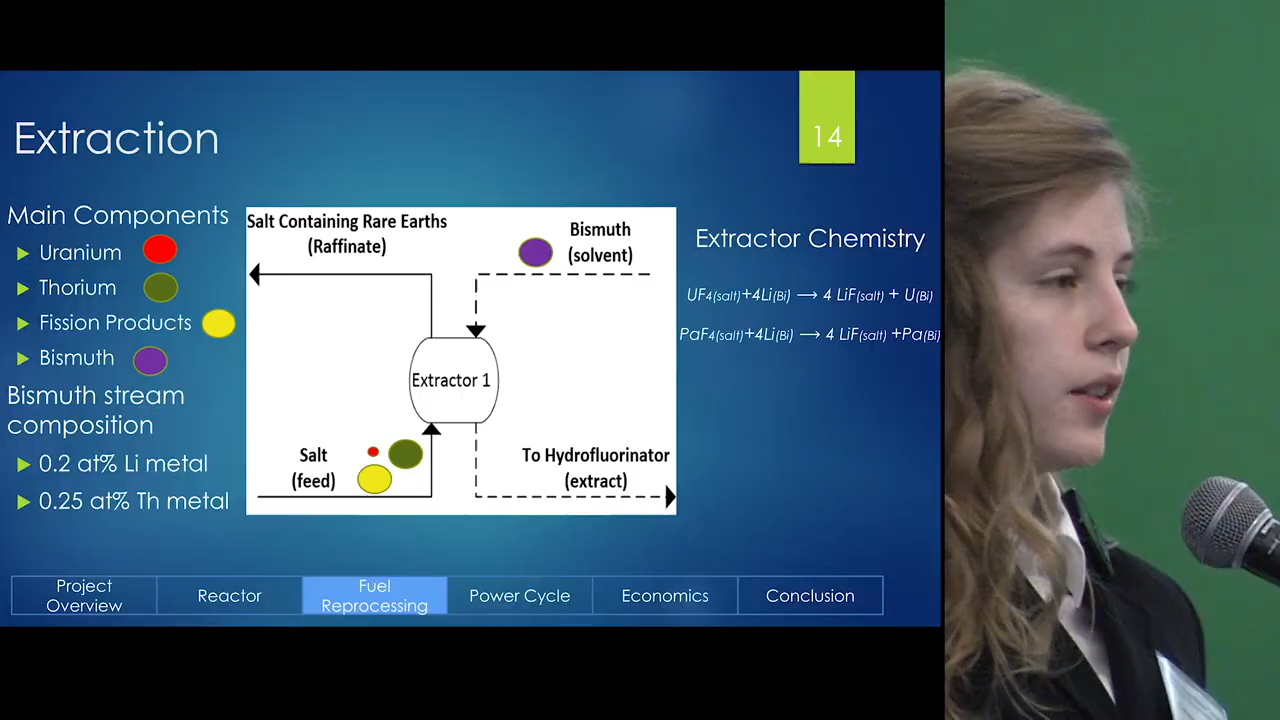 Extraction
14
Main Components
Uranium
Thorium
Fission Products
Bismuth
Bismuth stream
composition
0.2 at% Li metal
0.25 at% Th metal
Salt Containing Rare Earths
(Raffinate)
Bismuth
(solvent)
Extractor 1
Salt
(feed)
To Hydrofluorinator
(extract)
Extractor Chemistry
UF4(salt)+4Li(Bi) → 4 LiF(salt) + U(Bi)
PaF4(salt)+4Li(Bi) → 4 LiF(salt) +Pa(Bi)
Project
Overview
Reactor
Fuel
Reprocessing
Power Cycle
Economics
Conclusion